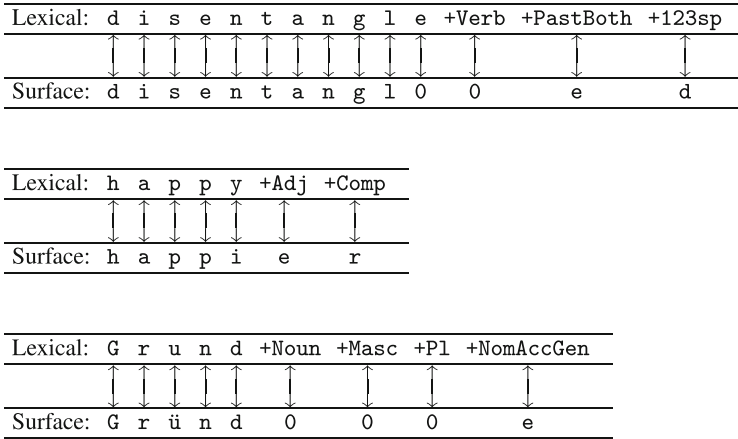 Lexical: d i s e n t a n g l e +Verb +PastBoth +123sp
Surface: d i s e n t a n g l 0 0 e d
Lexical: h a p p y +Adj +Comp
Surface: h a p p i e r
Lexical: G r u n d +Noun +Masc +Pl +NomAccGen
Surface: G r ü n d 0 0 0 e